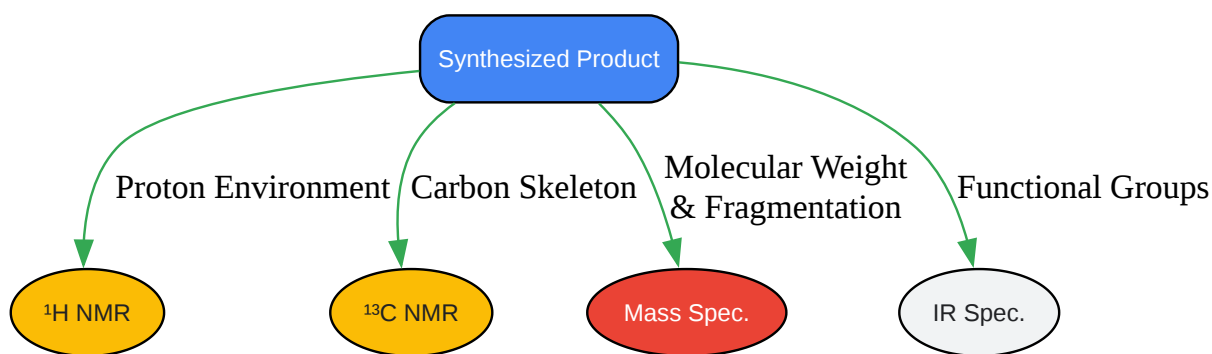 Synthesized Product
Proton Environment
Carbon Skeleton
Molecular Weight
& Fragmentation
Functional Groups
¹H NMR
¹³C NMR
Mass Spec.
IR Spec.